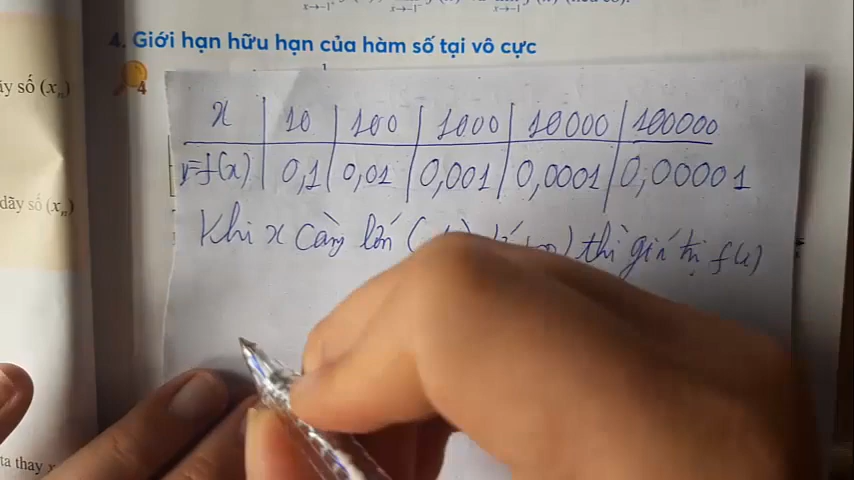 4. Giới hạn hữu hạn của hàm số tại vô cực
4
ãy số (xₙ)
dãy số (xₙ)
ta thay x
x 10 100 1000 10000 100000
y=f(x) 0,1 0,01 0,001 0,0001 0,00001
Khi x càng lớn ( thì giá trị f(x)